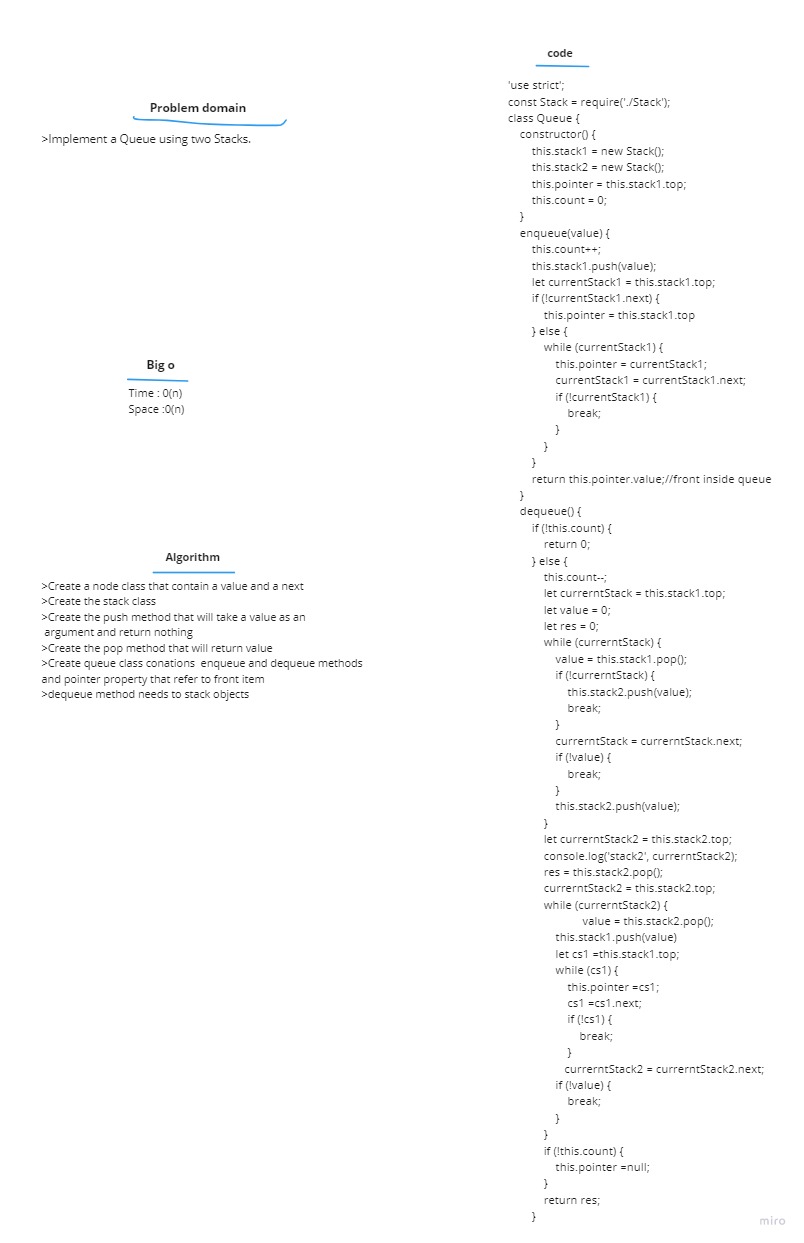 Problem domain
>Implement a Queue using two Stacks.
Big o
Time : 0(n)
Space :0(n)
Algorithm
>Create a node class that contain a value and a next
>Create the stack class
>Create the push method that will take a value as an
argument and return nothing
>Create the pop method that will return value
>Create queue class conations  enqueue and dequeue methods
and pointer property that refer to front item
>dequeue method needs to stack objects
code
'use strict';
const Stack = require('./Stack');
class Queue {
constructor() {
this.stack1 = new Stack();
this.stack2 = new Stack();
this.pointer = this.stack1.top;
this.count = 0;
}
enqueue(value) {
this.count++;
this.stack1.push(value);
let currentStack1 = this.stack1.top;
if (!currentStack1.next) {
this.pointer = this.stack1.top
} else {
while (currentStack1) {
this.pointer = currentStack1;
currentStack1 = currentStack1.next;
if (!currentStack1) {
break;
}
}
}
return this.pointer.value;//front inside queue
}
dequeue() {
if (!this.count) {
return 0;
} else {
this.count--;
let currerntStack = this.stack1.top;
let value = 0;
let res = 0;
while (currerntStack) {
value = this.stack1.pop();
if (!currerntStack) {
this.stack2.push(value);
break;
}
currerntStack = currerntStack.next;
if (!value) {
break;
}
this.stack2.push(value);
}
let currerntStack2 = this.stack2.top;
console.log('stack2', currerntStack2);
res = this.stack2.pop();
currerntStack2 = this.stack2.top;
while (currerntStack2) {
value = this.stack2.pop();
this.stack1.push(value)
let cs1 =this.stack1.top;
while (cs1) {
this.pointer =cs1;
cs1 =cs1.next;
if (!cs1) {
break;
}
currerntStack2 = currerntStack2.next;
if (!value) {
break;
}
}
if (!this.count) {
this.pointer =null;
}
return res;
}
miro